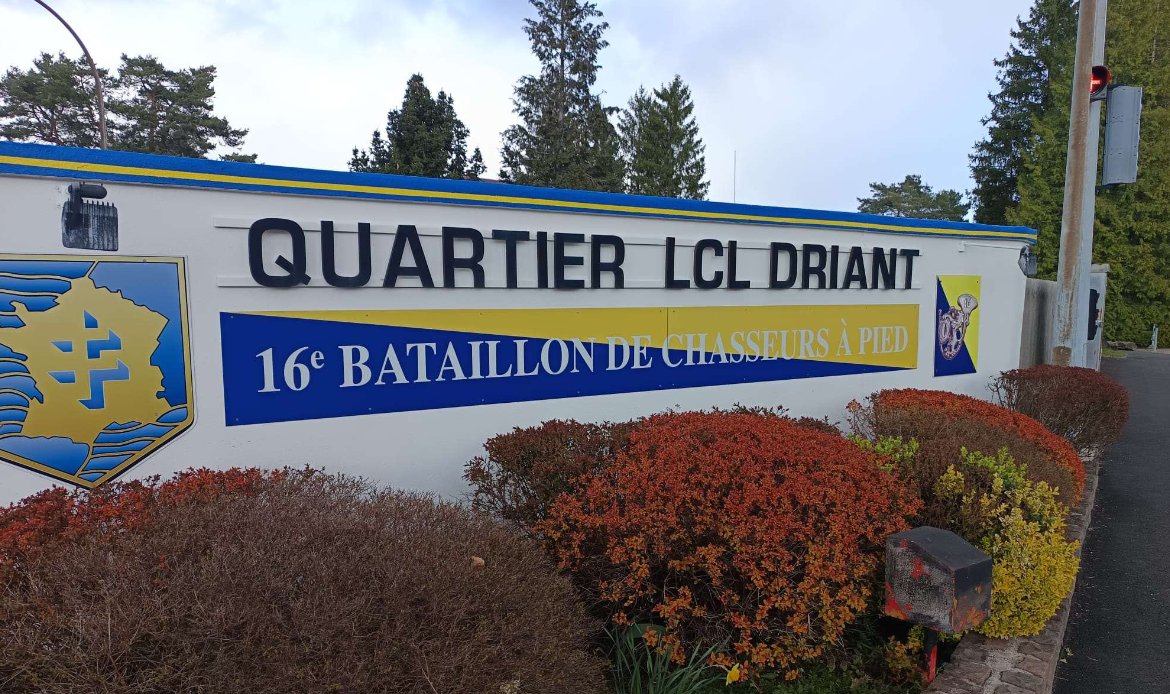 QUARTIER LCL DRIANT
16e BATAILLON DE CHASSEURS À PIED